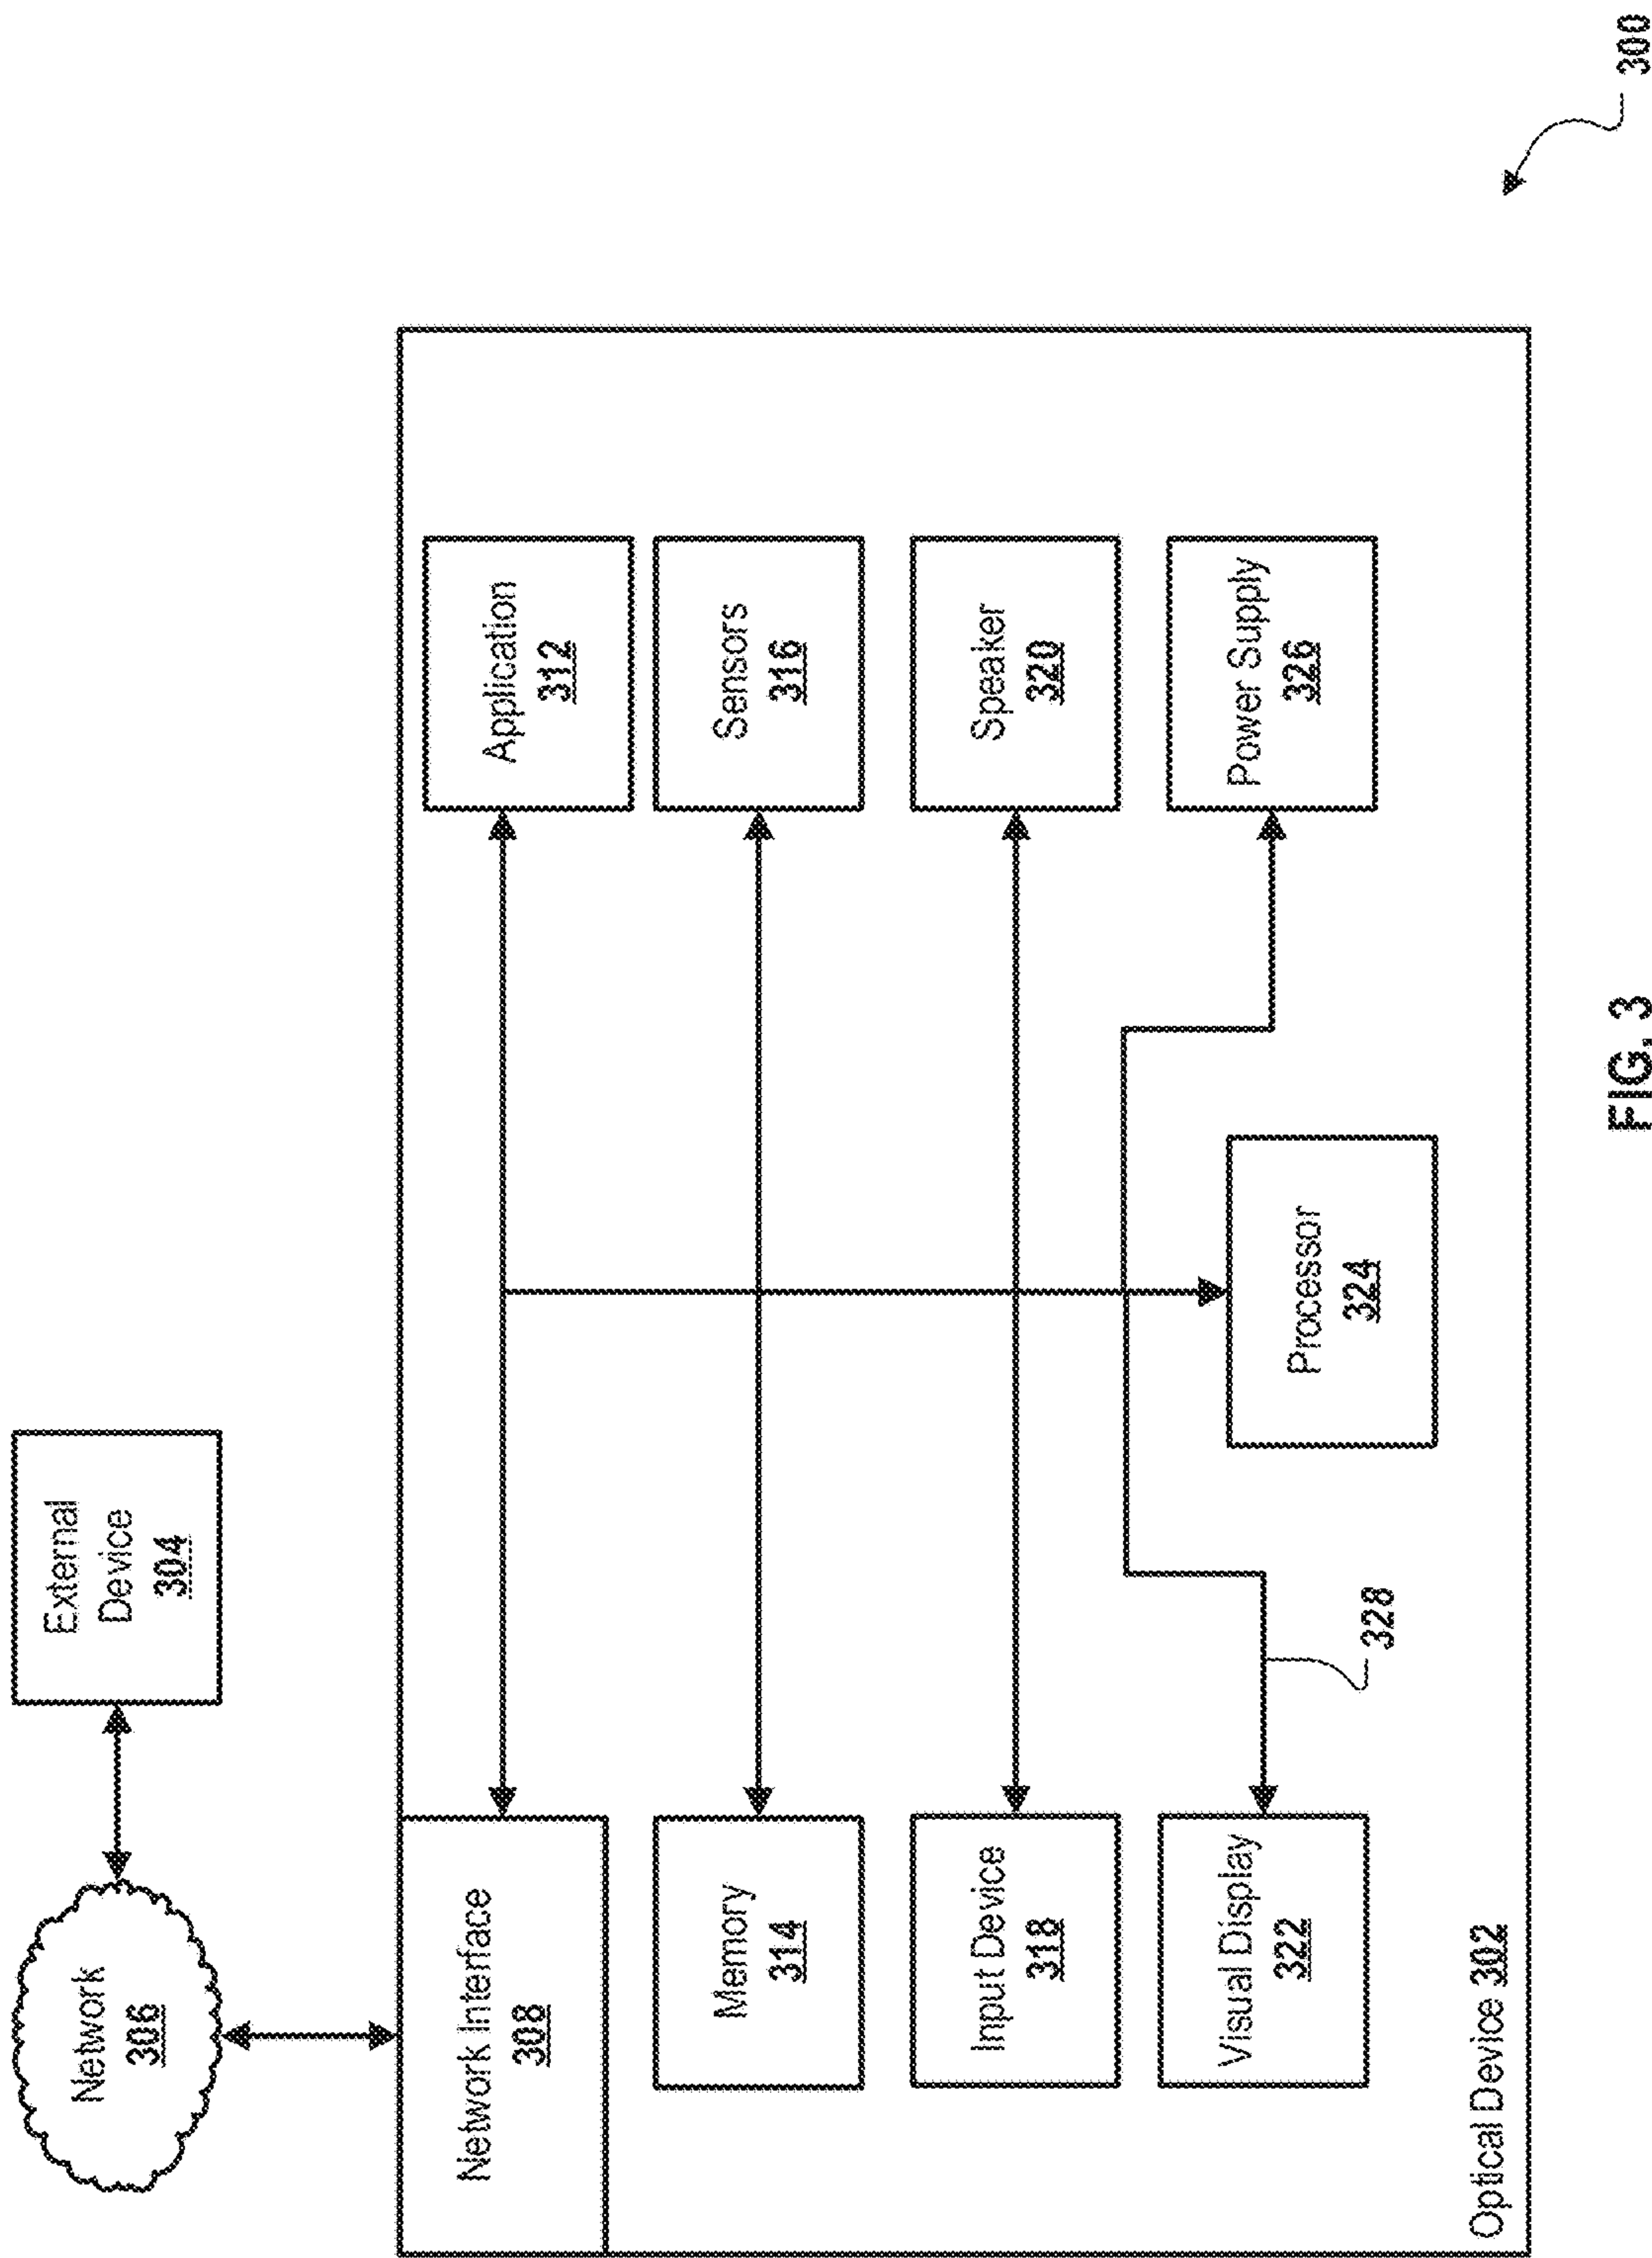 300
Network
306
External
Device
304
Network Interface
308
Application
312
Memory
314
Sensors
316
Input Device
318
Speaker
320
Visual Display
322
Power Supply
326
Processor
324
328
Optical Device 302
FIG. 3